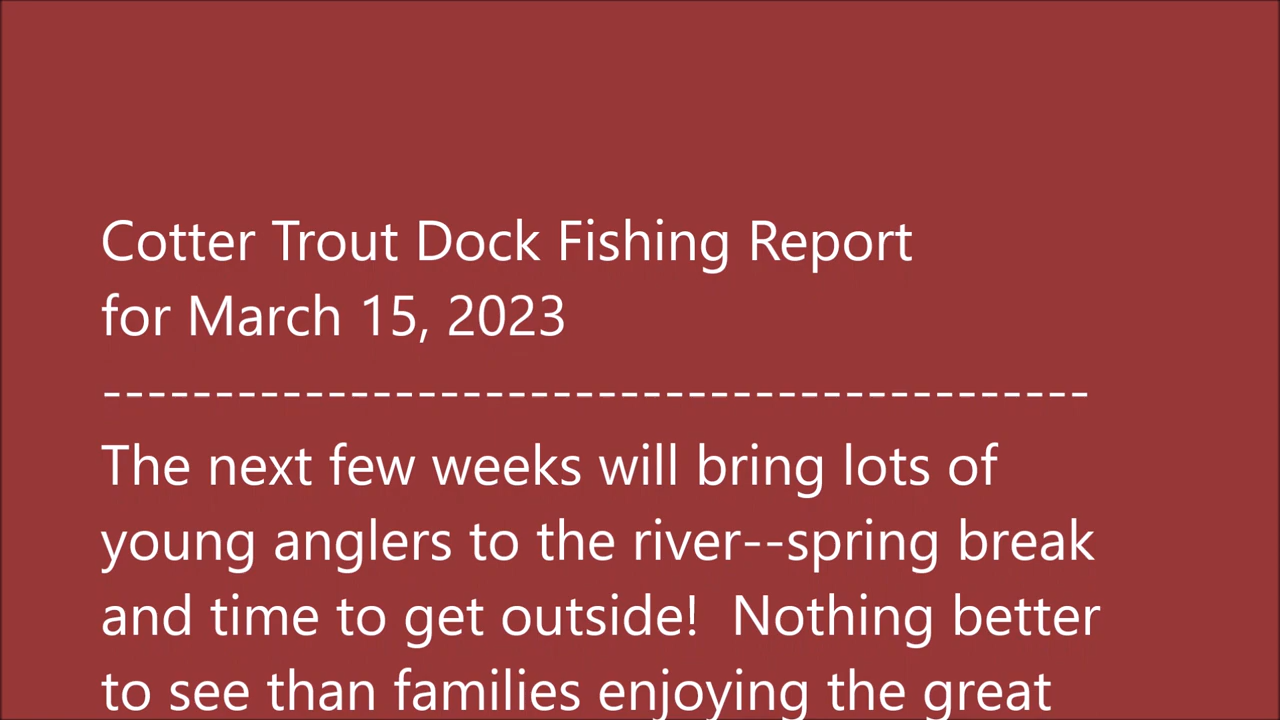 Cotter Trout Dock Fishing Report
for March 15, 2023
--------------------------------------------
The next few weeks will bring lots of
young anglers to the river--spring break
and time to get outside!  Nothing better
to see than families enjoying the great